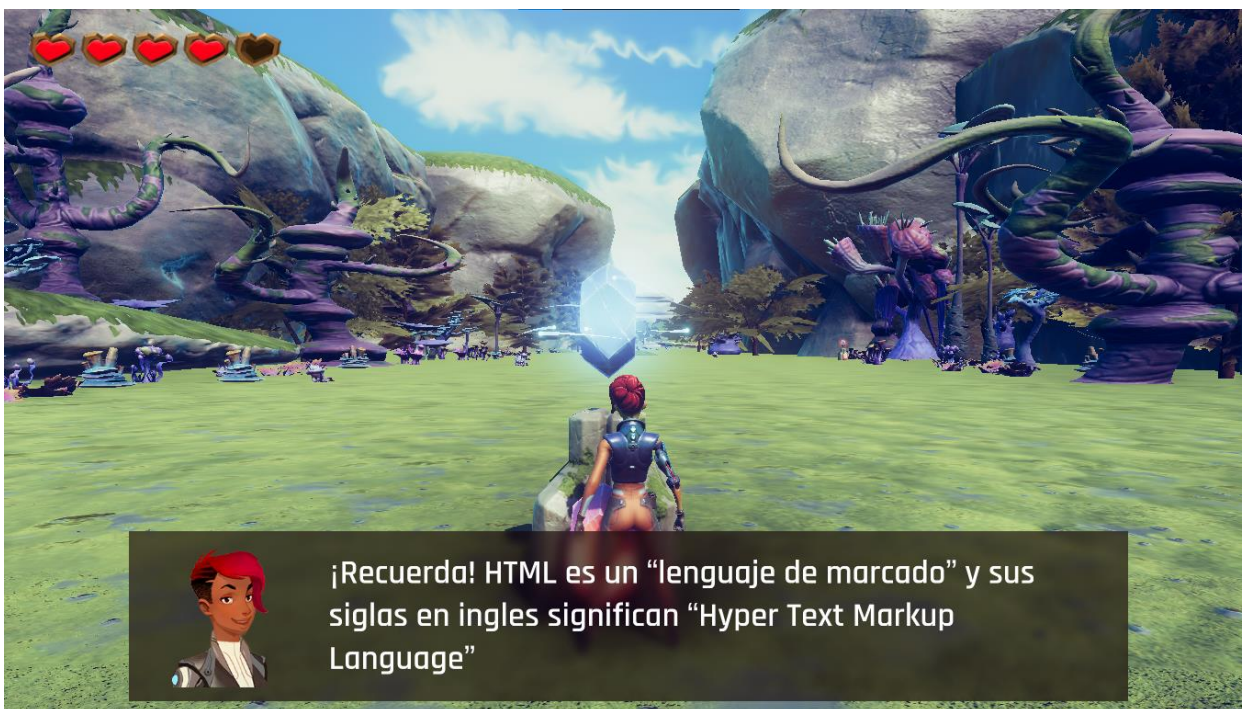 ¡Recuerda! HTML es un “lenguaje de marcado” y sus
siglas en ingles significan “Hyper Text Markup
Language”